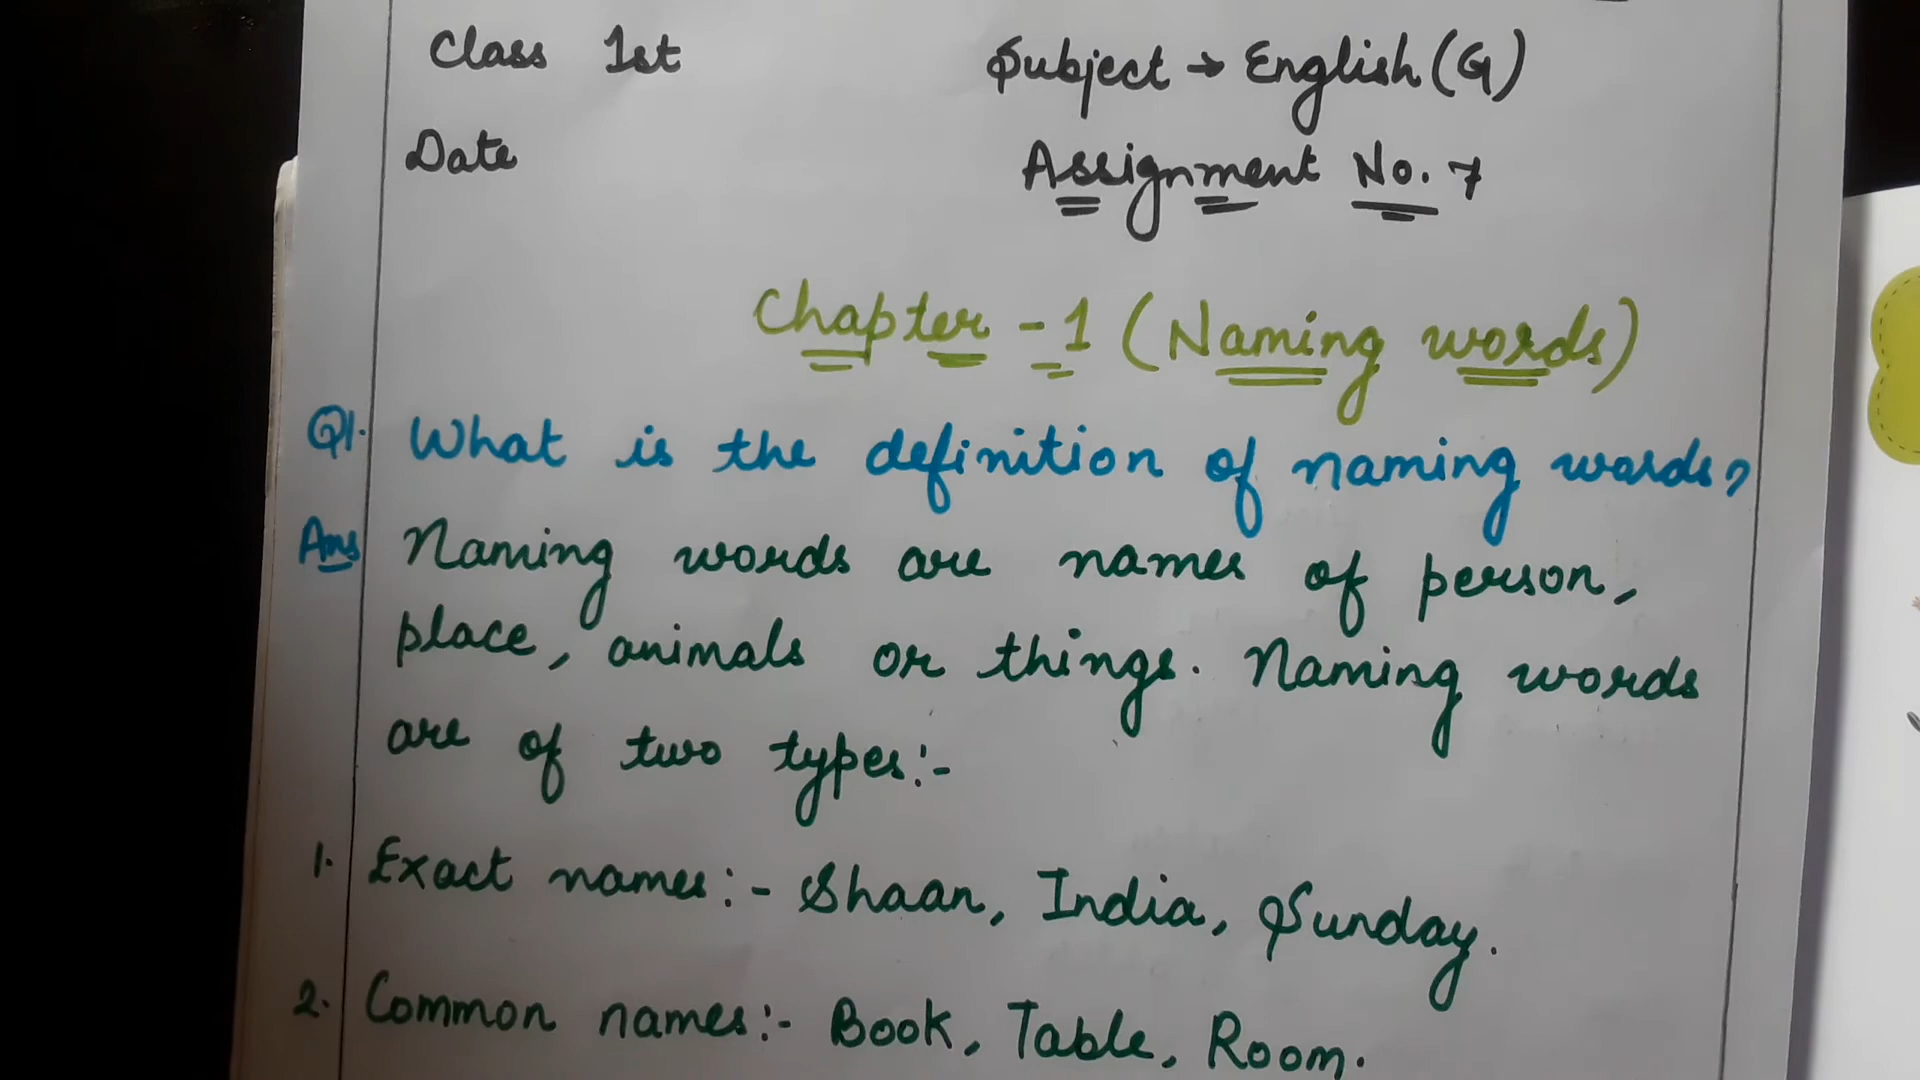 Class 1st Subject → English (G)
Date Assignment No. 7
Chapter - 1 (Naming words)
Q1. What is the definition of naming words?
Ans Naming words are names of person,
place, animals or things. Naming words
are of two types:-
1. Exact names:- Shaan, India, Sunday.
2. Common names:- Book, Table, Room.